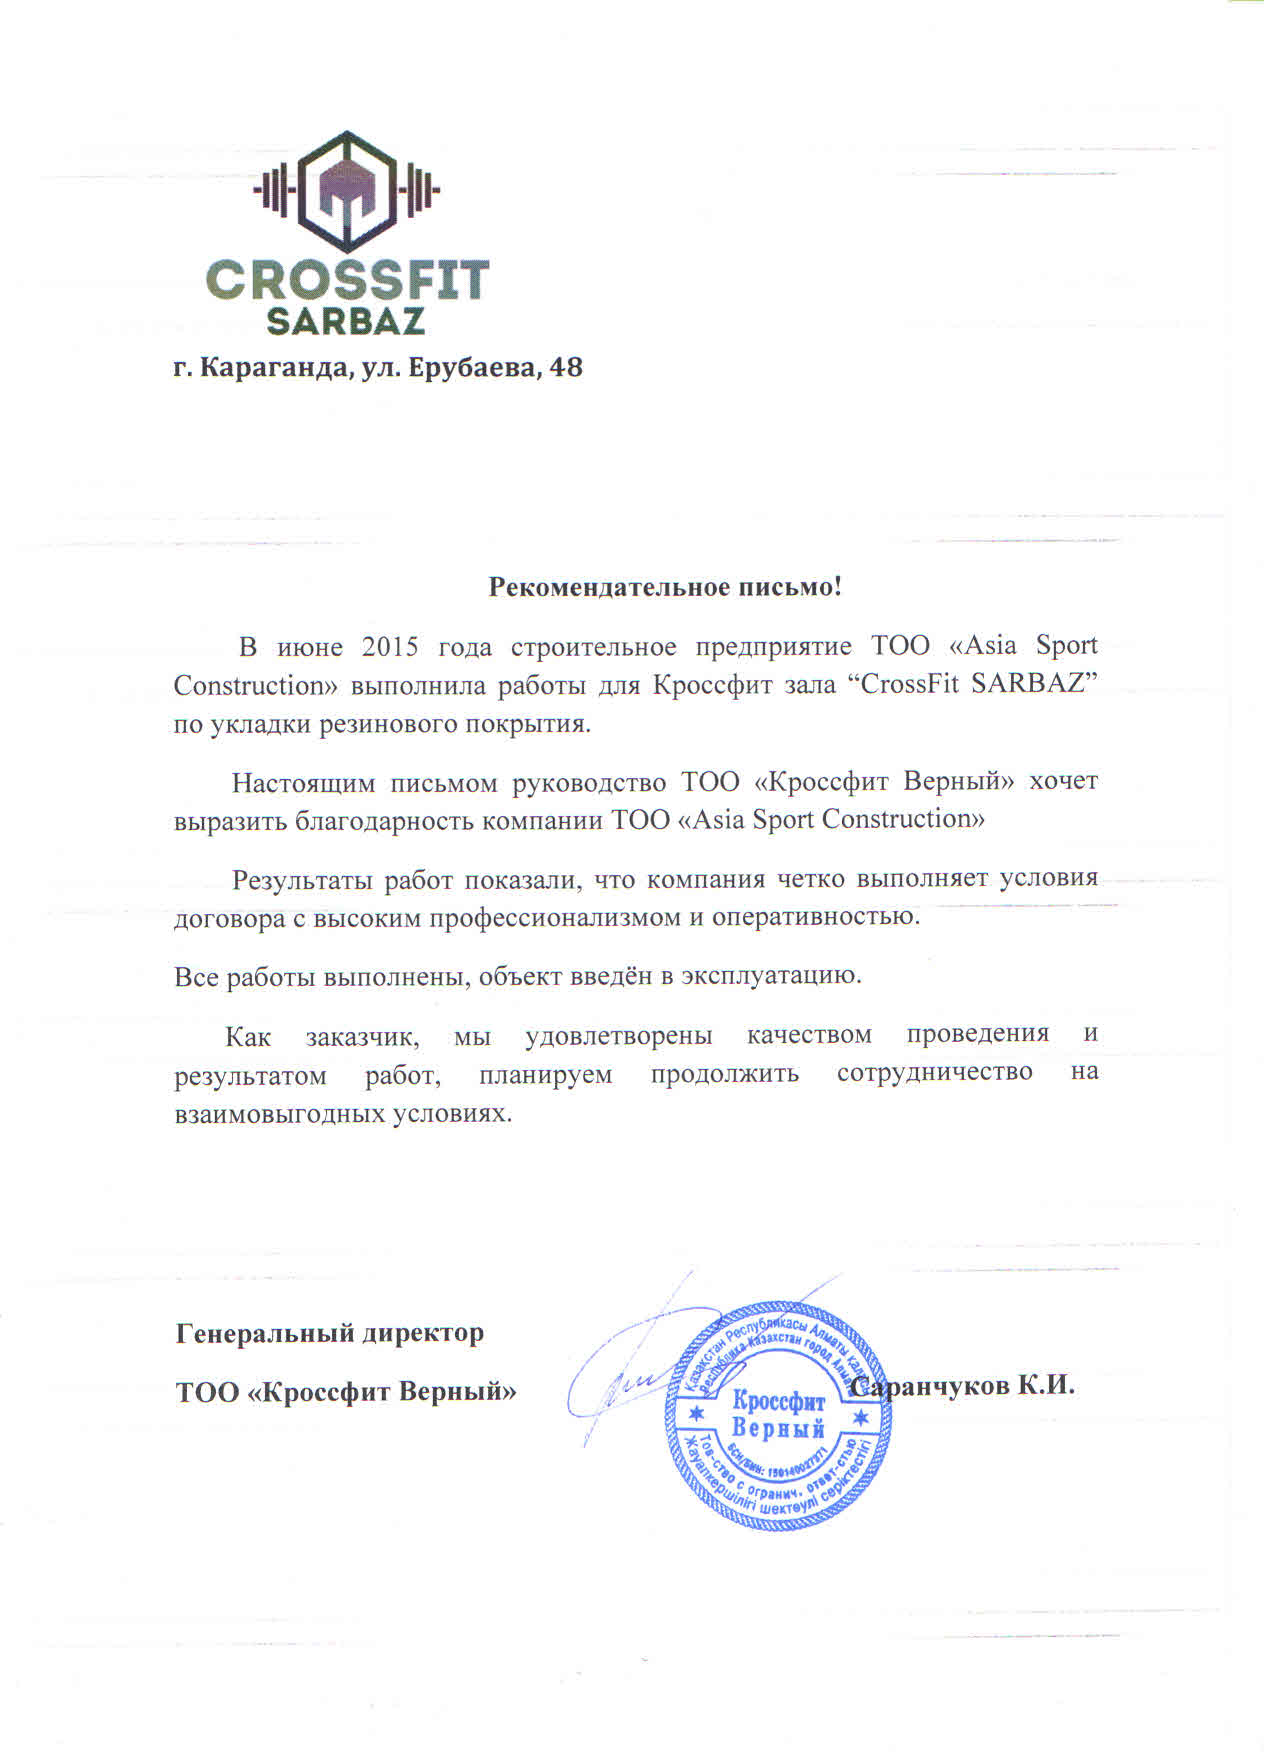 CROSSFIT
SARBAZ
г. Караганда, ул. Ерубаева, 48
Рекомендательное письмо!
В июне 2015 года строительное предприятие ТОО «Asia Sport
Construction» выполнила работы для Кроссфит зала “CrossFit SARBAZ”
по укладки резинового покрытия.
Настоящим письмом руководство ТОО «Кроссфит Верный» хочет
выразить благодарность компании ТОО «Asia Sport Construction»
Результаты работ показали, что компания четко выполняет условия
договора с высоким профессионализмом и оперативностью.
Все работы выполнены, объект введён в эксплуатацию.
Как заказчик, мы удовлетворены качеством проведения и
результатом работ, планируем продолжить сотрудничество на
взаимовыгодных условиях.
Генеральный директор
ТОО «Кроссфит Верный»
Саранчуков К.И.
Қазақстан Республикасы Алматы қаласы
Республика Казахстан город Алматы
Кроссфит
Верный
БСН/БИН:
Тов-ство с огранич. ответ-стью
Жауапкершілігі шектеулі серіктестігі